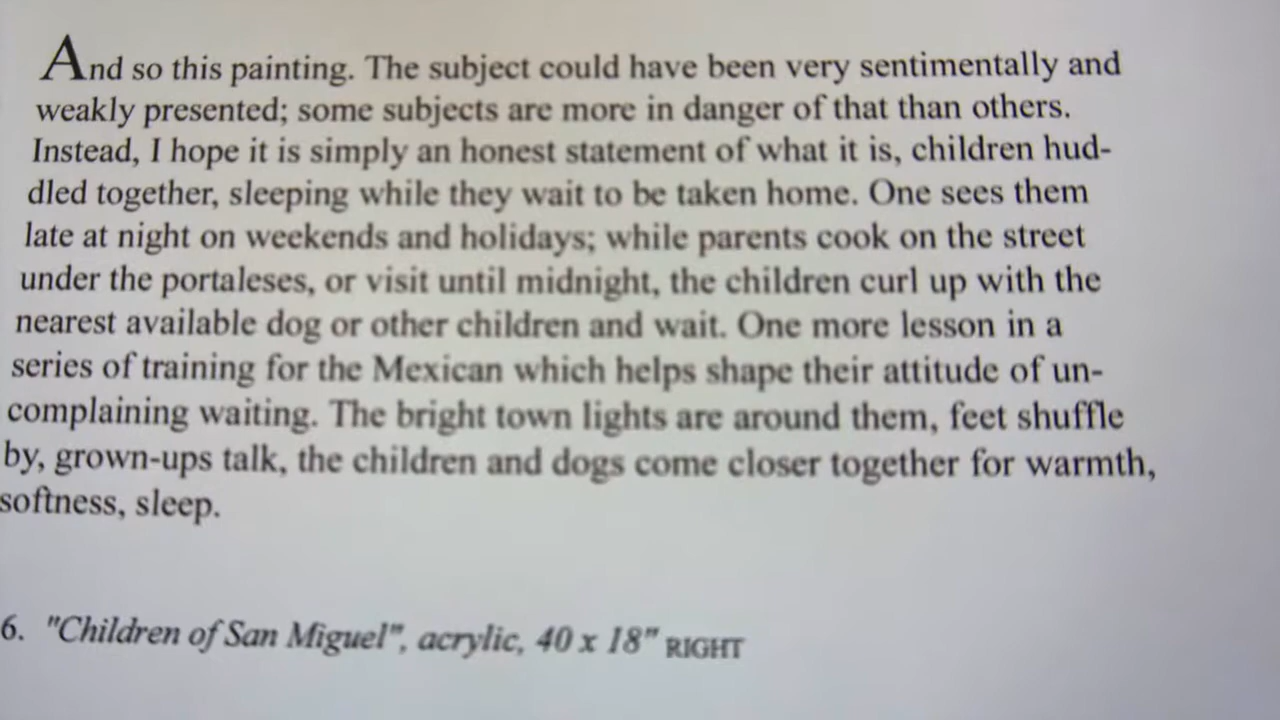 And so this painting. The subject could have been very sentimentally and
weakly presented; some subjects are more in danger of that than others.
Instead, I hope it is simply an honest statement of what it is, children hud-
dled together, sleeping while they wait to be taken home. One sees them
late at night on weekends and holidays; while parents cook on the street
under the portaleses, or visit until midnight, the children curl up with the
nearest available dog or other children and wait. One more lesson in a
series of training for the Mexican which helps shape their attitude of un-
complaining waiting. The bright town lights are around them, feet shuffle
by, grown-ups talk, the children and dogs come closer together for warmth,
softness, sleep.
6. "Children of San Miguel", acrylic, 40 x 18" RIGHT